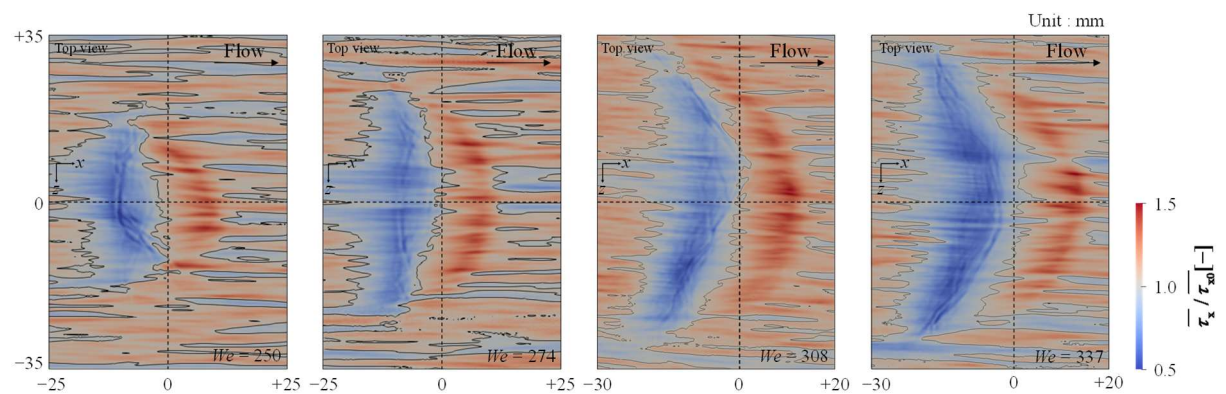 Unit : mm
+35
0
−35
Top view
Flow
x
z
We = 250
−25
0
+25
Top view
Flow
x
z
We = 274
−25
0
+25
Top view
Flow
x
z
We = 308
−30
0
+20
Top view
Flow
x
z
We = 337
−30
0
+20
1.5
1.0
0.5
τx / τx0 [−]